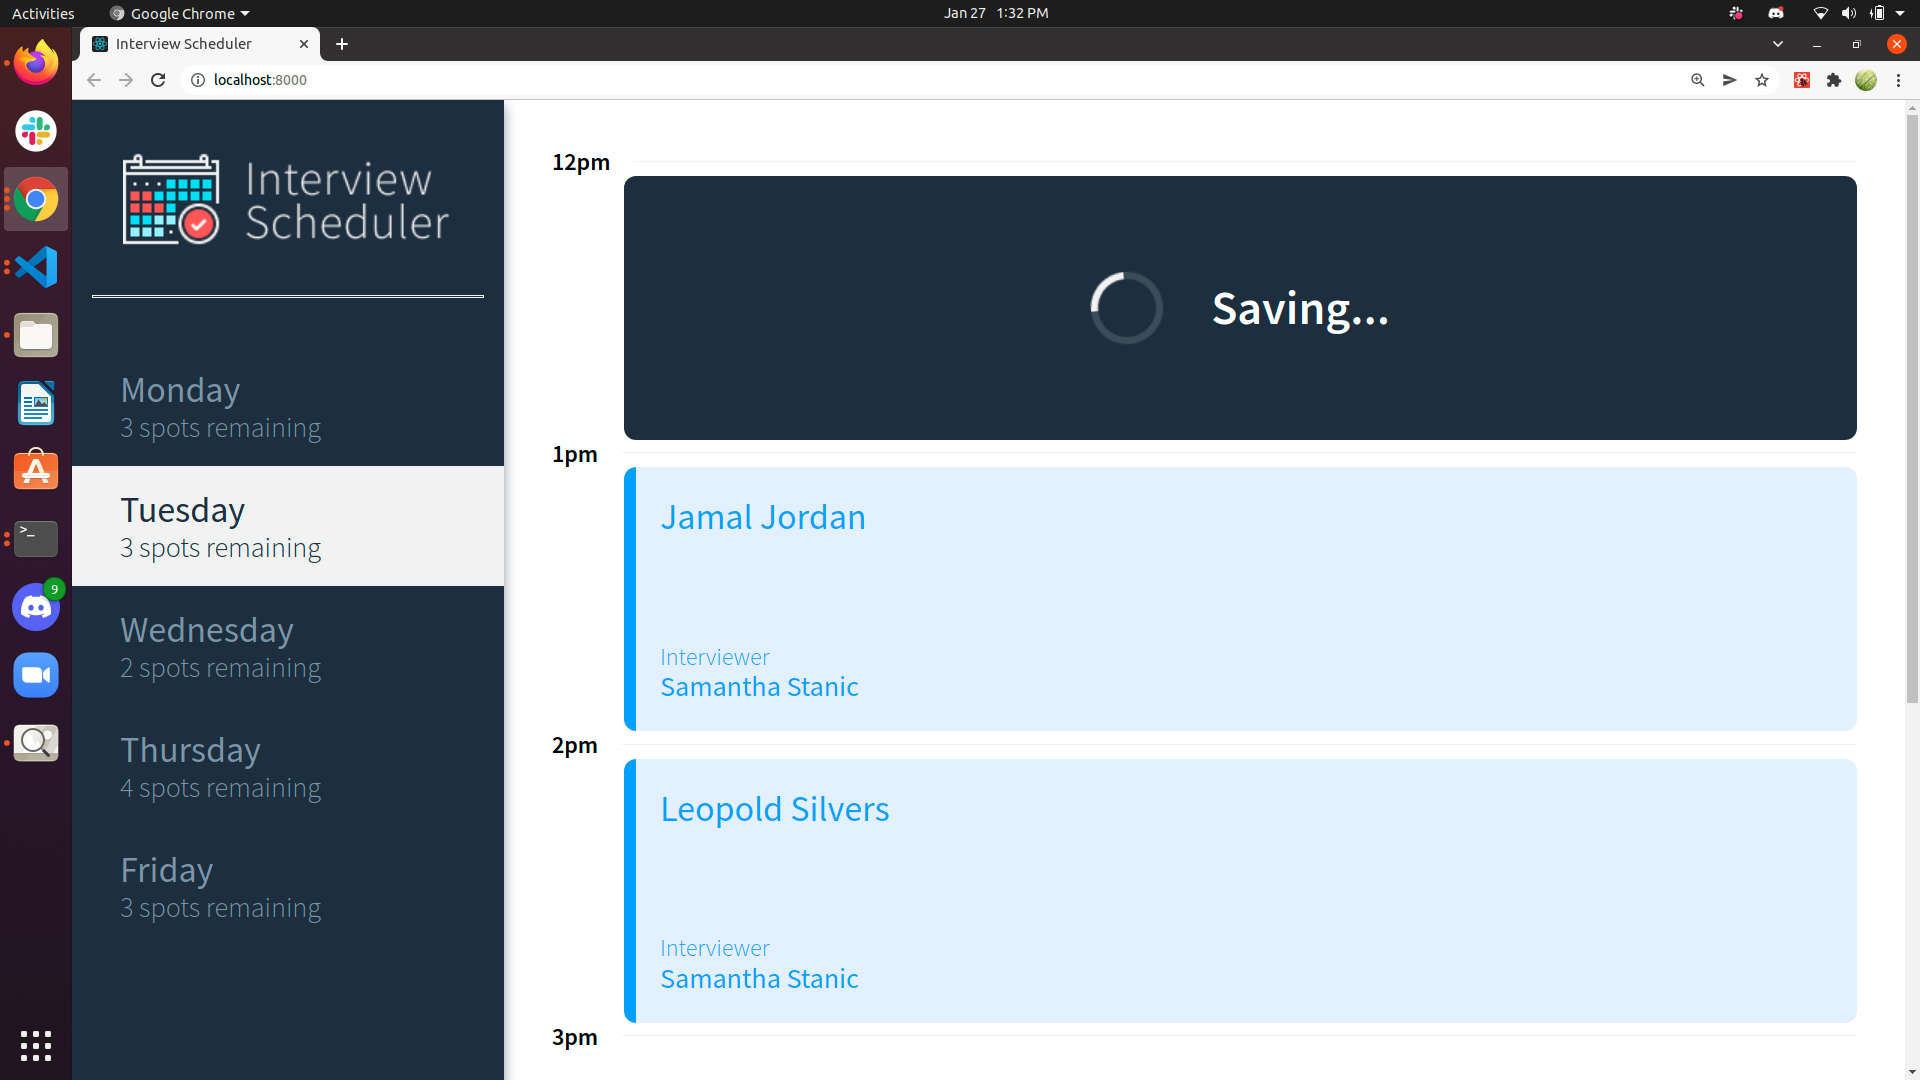 Activities
Google Chrome
Jan 27 1:32 PM
Interview Scheduler
localhost:8000
9
Interview
Scheduler
Monday
3 spots remaining
Tuesday
3 spots remaining
Wednesday
2 spots remaining
Thursday
4 spots remaining
Friday
3 spots remaining
12pm
Saving...
1pm
Jamal Jordan
Interviewer
Samantha Stanic
2pm
Leopold Silvers
Interviewer
Samantha Stanic
3pm